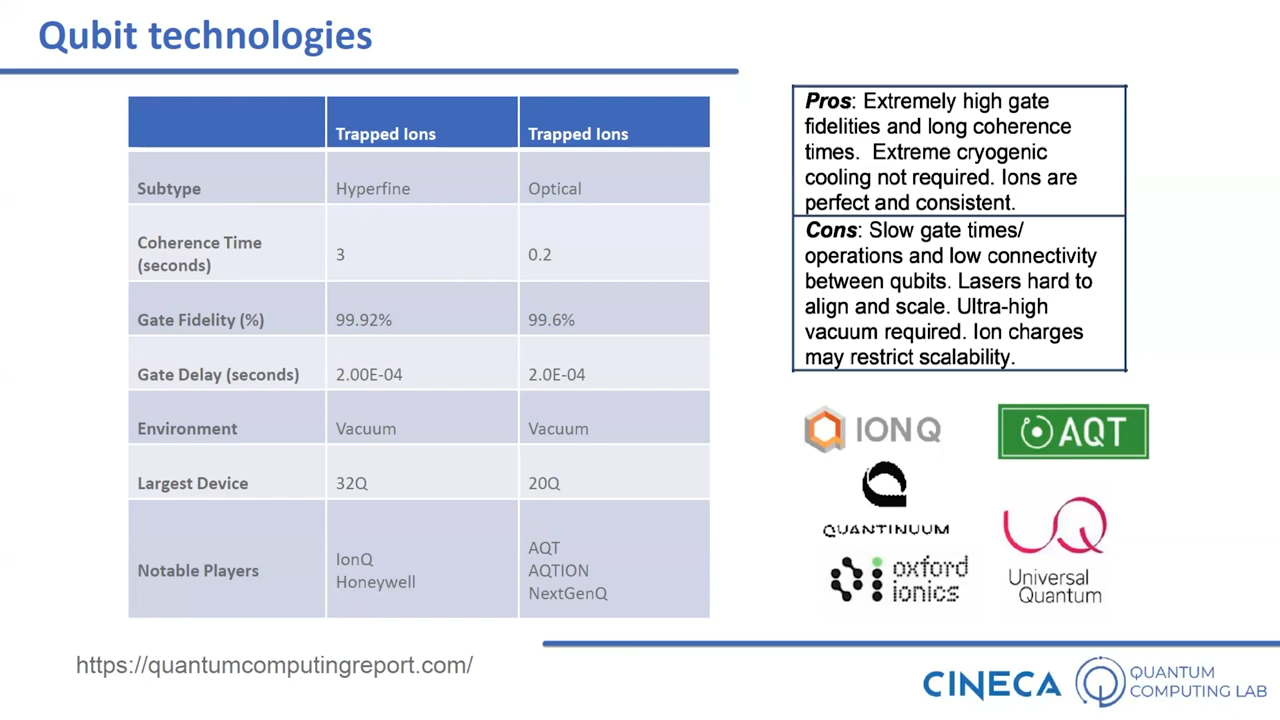 Qubit technologies
Trapped Ions Trapped Ions
Subtype Hyperfine Optical
Coherence Time
(seconds) 3 0.2
Gate Fidelity (%) 99.92% 99.6%
Gate Delay (seconds) 2.00E-04 2.0E-04
Environment Vacuum Vacuum
Largest Device 32Q 20Q
Notable Players
IonQ
Honeywell
AQT
AQTION
NextGenQ
Pros: Extremely high gate
fidelities and long coherence
times. Extreme cryogenic
cooling not required. Ions are
perfect and consistent.
Cons: Slow gate times/
operations and low connectivity
between qubits. Lasers hard to
align and scale. Ultra-high
vacuum required. Ion charges
may restrict scalability.
IONQ
AQT
QUANTINUUM
oxford
ionics
UQ
Universal
Quantum
https://quantumcomputingreport.com/
CINECA
QUANTUM
COMPUTING LAB